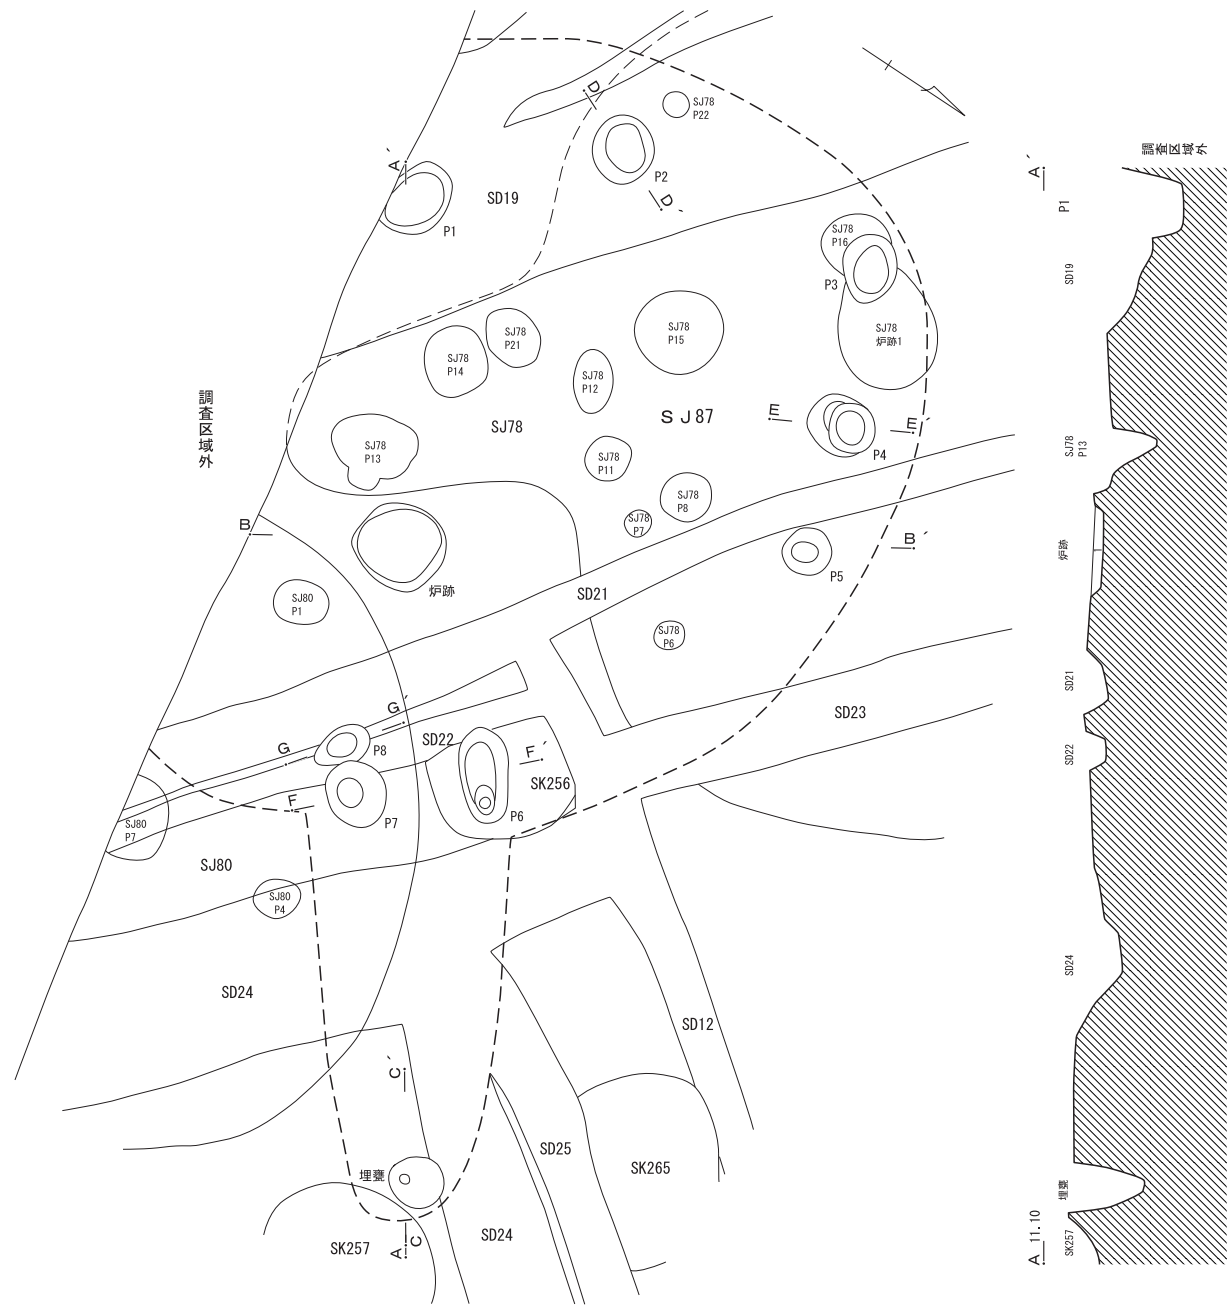 調査区域外
A´
P1
SD19
D
SJ78
P22
P2
D´
SJ78
P16
P3
SJ78
炉跡1
SJ78
P15
SJ78
P21
SJ78
P14
SJ78
P12
ＳＪ87
SJ78
E
E´
P4
SJ78
P13
SJ78
P11
SJ78
P8
SJ78
P7
B
B´
P5
炉跡
SJ80
P1
SD21
SJ78
P6
SD23
G´
G
P8
SD22
F´
SK256
F
P7
P6
SJ80
P7
SJ80
SJ80
P4
SD24
SD12
C´
SD25
SK265
埋甕
SK257
A
C
SD24
調査区域外
A´
P1
SD19
SJ78
P13
炉跡
SD21
SD22
SD24
埋甕
A 11.10
SK257